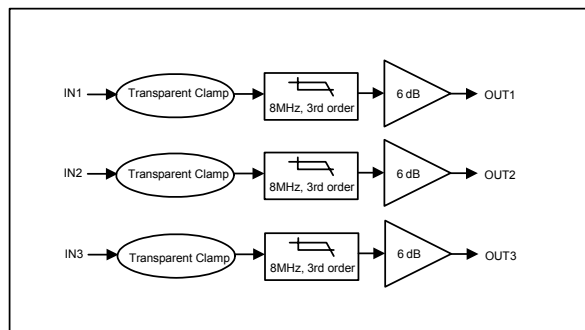 IN1 Transparent Clamp 8MHz, 3rd order 6 dB OUT1
IN2 Transparent Clamp 8MHz, 3rd order 6 dB OUT2
IN3 Transparent Clamp 8MHz, 3rd order 6 dB OUT3